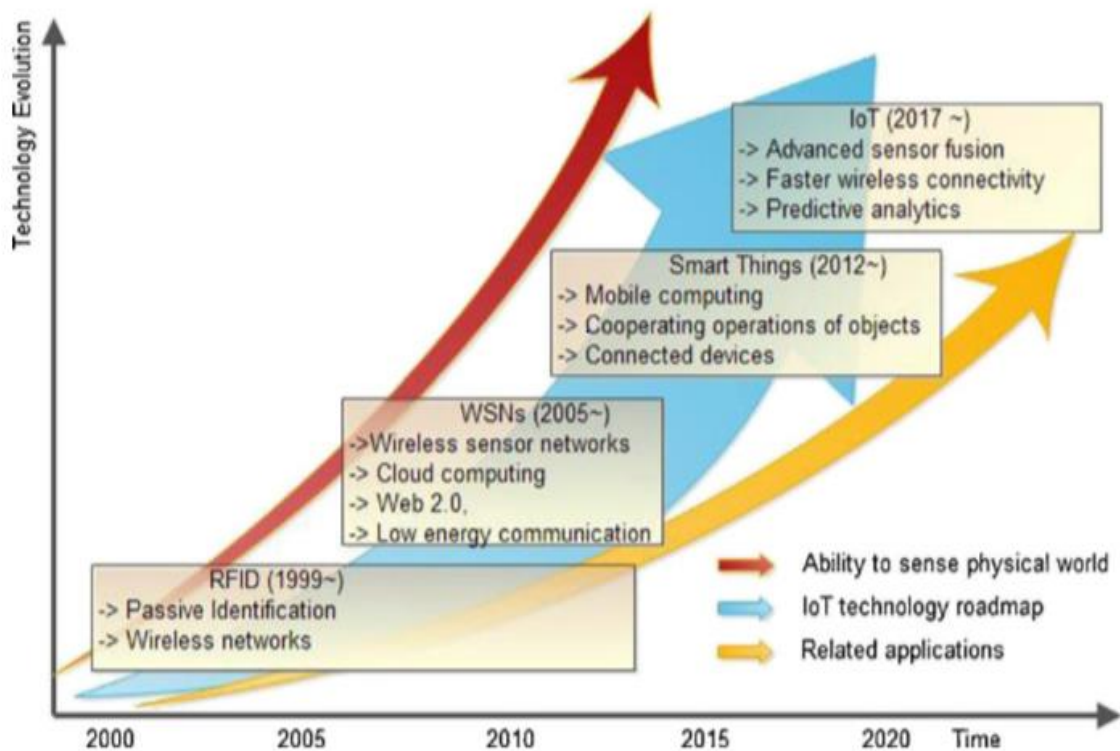 Technology Evolution
IoT (2017 ~)
-> Advanced sensor fusion
-> Faster wireless connectivity
-> Predictive analytics
Smart Things (2012~)
-> Mobile computing
-> Cooperating operations of objects
-> Connected devices
WSNs (2005~)
->Wireless sensor networks
-> Cloud computing
-> Web 2.0,
-> Low energy communication
RFID (1999~)
-> Passive Identification
-> Wireless networks
Ability to sense physical world
IoT technology roadmap
Related applications
2000 2005 2010 2015 2020 Time